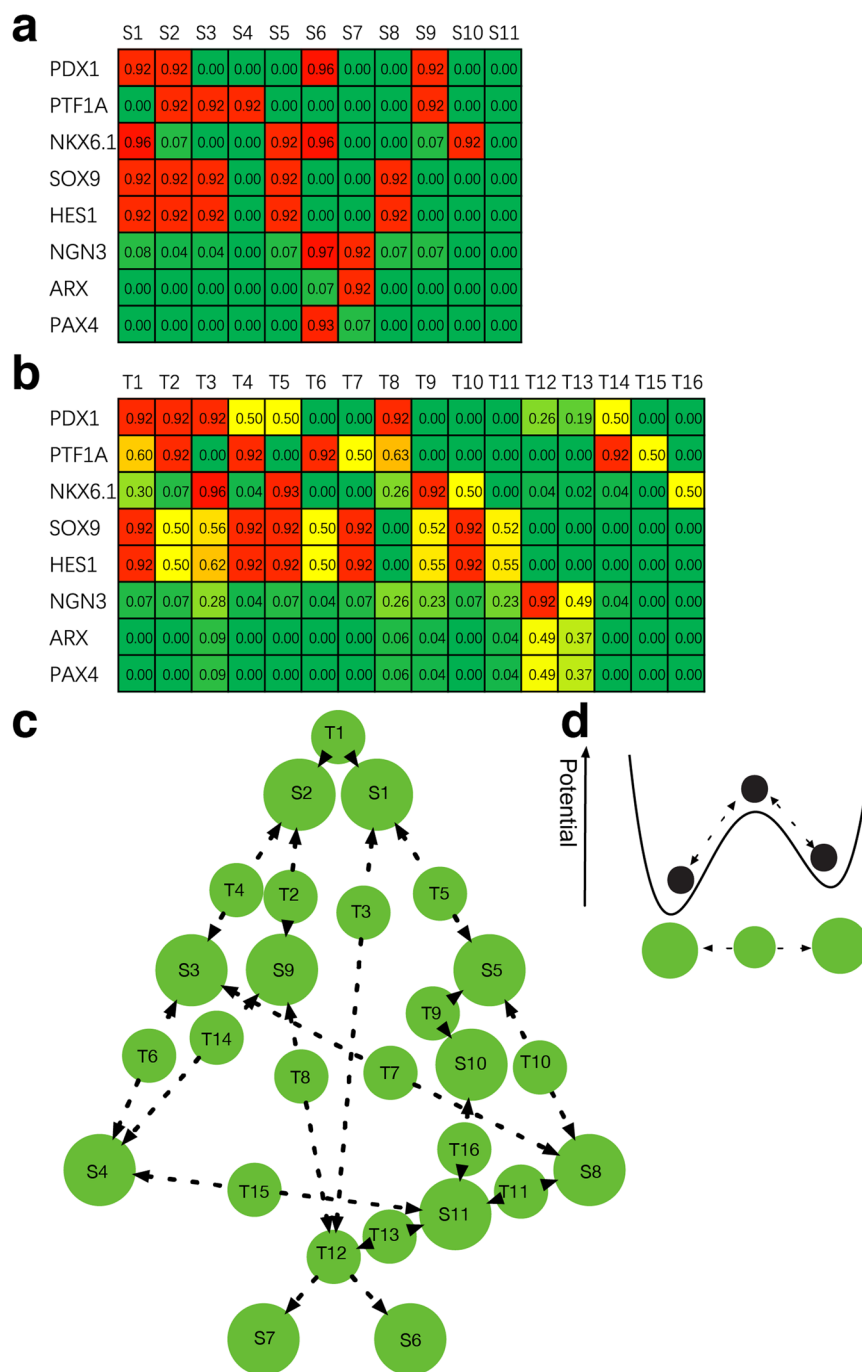 a
S1 S2 S3 S4 S5 S6 S7 S8 S9 S10 S11
PDX1 0.92 0.92 0.00 0.00 0.00 0.96 0.00 0.00 0.92 0.00 0.00
PTF1A 0.00 0.92 0.92 0.92 0.00 0.00 0.00 0.00 0.92 0.00 0.00
NKX6.1 0.96 0.07 0.00 0.00 0.92 0.96 0.00 0.00 0.07 0.92 0.00
SOX9 0.92 0.92 0.92 0.00 0.92 0.00 0.00 0.92 0.00 0.00 0.00
HES1 0.92 0.92 0.92 0.00 0.92 0.00 0.00 0.92 0.00 0.00 0.00
NGN3 0.08 0.04 0.04 0.00 0.07 0.97 0.92 0.07 0.07 0.00 0.00
ARX 0.00 0.00 0.00 0.00 0.00 0.07 0.92 0.00 0.00 0.00 0.00
PAX4 0.00 0.00 0.00 0.00 0.00 0.93 0.07 0.00 0.00 0.00 0.00
b
T1 T2 T3 T4 T5 T6 T7 T8 T9 T10 T11 T12 T13 T14 T15 T16
PDX1 0.92 0.92 0.92 0.50 0.50 0.00 0.00 0.92 0.00 0.00 0.00 0.26 0.19 0.50 0.00 0.00
PTF1A 0.60 0.92 0.00 0.92 0.00 0.92 0.50 0.63 0.00 0.00 0.00 0.00 0.00 0.92 0.50 0.00
NKX6.1 0.30 0.07 0.96 0.04 0.93 0.00 0.00 0.26 0.92 0.50 0.00 0.04 0.02 0.04 0.00 0.50
SOX9 0.92 0.50 0.56 0.92 0.92 0.50 0.92 0.00 0.52 0.92 0.52 0.00 0.00 0.00 0.00 0.00
HES1 0.92 0.50 0.62 0.92 0.92 0.50 0.92 0.00 0.55 0.92 0.55 0.00 0.00 0.00 0.00 0.00
NGN3 0.07 0.07 0.28 0.04 0.07 0.04 0.07 0.26 0.23 0.07 0.23 0.92 0.49 0.04 0.00 0.00
ARX 0.00 0.00 0.09 0.00 0.00 0.00 0.00 0.06 0.04 0.00 0.04 0.49 0.37 0.00 0.00 0.00
PAX4 0.00 0.00 0.09 0.00 0.00 0.00 0.00 0.06 0.04 0.00 0.04 0.49 0.37 0.00 0.00 0.00
c
T1
S2 S1
T4 T2 T3 T5
S3 S9 S5
T9
T6 T14 T8 T7 S10 T10
T16
S4 T15 S11 T11 S8
T12 T13
S7 S6
d
Potential